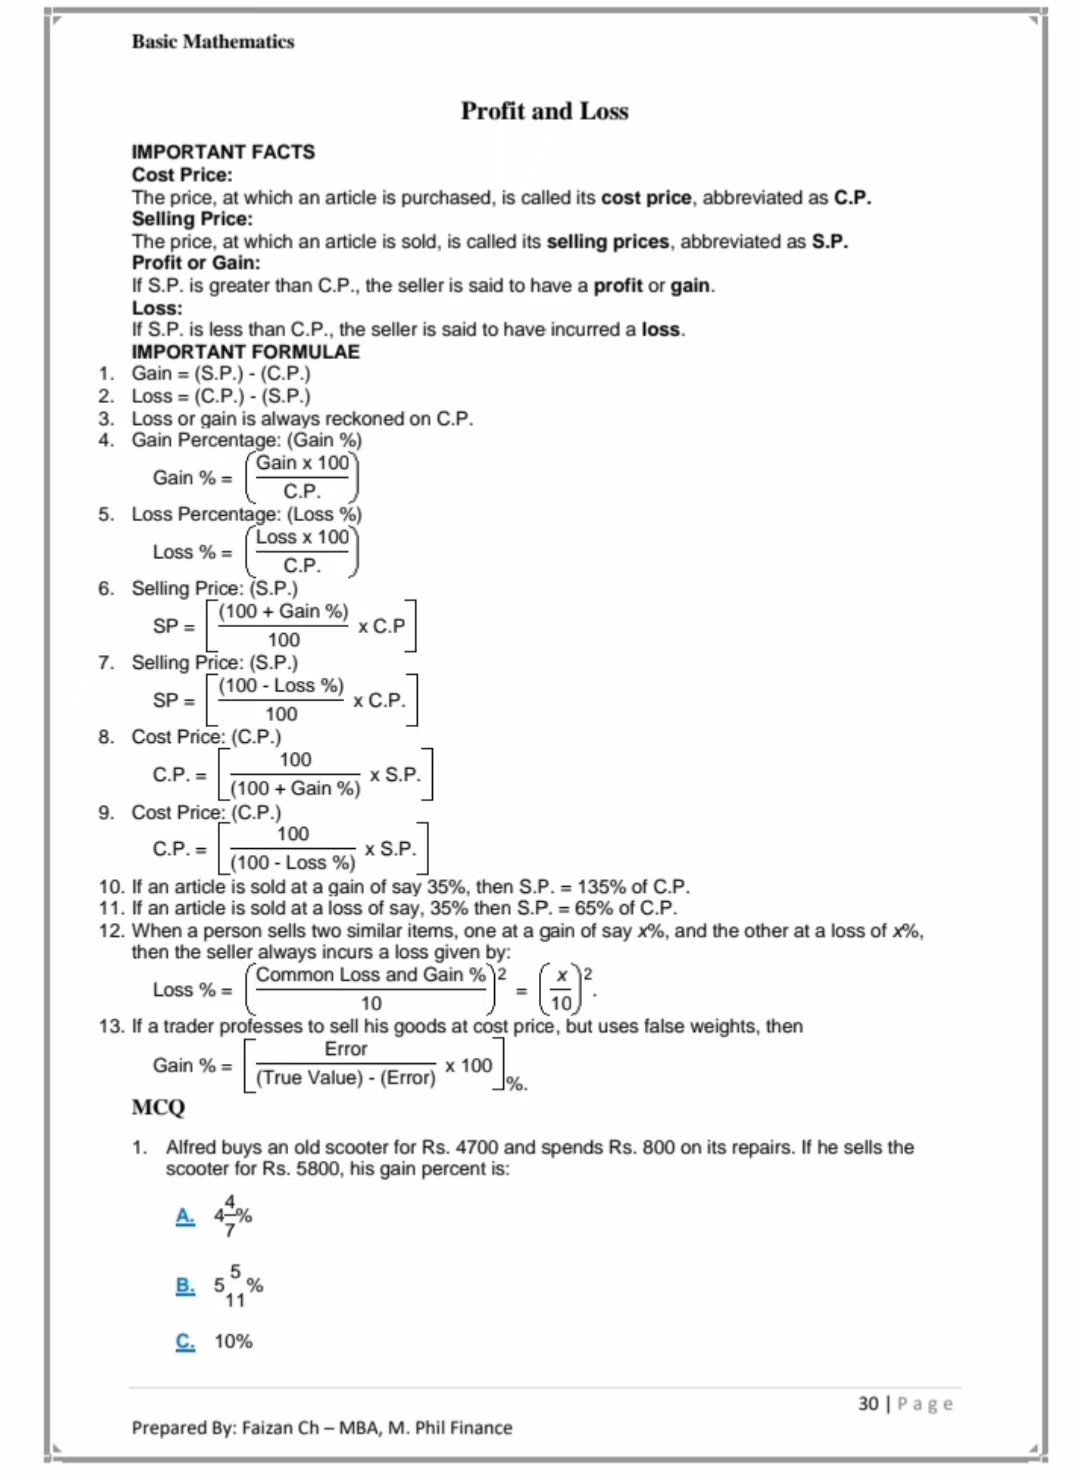 Basic Mathematics
Profit and Loss
IMPORTANT FACTS
Cost Price:
The price, at which an article is purchased, is called its cost price, abbreviated as C.P.
Selling Price:
The price, at which an article is sold, is called its selling prices, abbreviated as S.P.
Profit or Gain:
If S.P. is greater than C.P., the seller is said to have a profit or gain.
Loss:
If S.P. is less than C.P., the seller is said to have incurred a loss.
IMPORTANT FORMULAE
1. Gain = (S.P.) - (C.P.)
2. Loss = (C.P.) - (S.P.)
3. Loss or gain is always reckoned on C.P.
4. Gain Percentage: (Gain %)
Gain % = (Gain x 100 / C.P.)
5. Loss Percentage: (Loss %)
Loss % = (Loss x 100 / C.P.)
6. Selling Price: (S.P.)
SP = [(100 + Gain %) / 100 x C.P]
7. Selling Price: (S.P.)
SP = [(100 - Loss %) / 100 x C.P.]
8. Cost Price: (C.P.)
C.P. = [100 / (100 + Gain %) x S.P.]
9. Cost Price: (C.P.)
C.P. = [100 / (100 - Loss %) x S.P.]
10. If an article is sold at a gain of say 35%, then S.P. = 135% of C.P.
11. If an article is sold at a loss of say, 35% then S.P. = 65% of C.P.
12. When a person sells two similar items, one at a gain of say x%, and the other at a loss of x%,
then the seller always incurs a loss given by:
Loss % = (Common Loss and Gain % / 10)² = (x / 10)².
13. If a trader professes to sell his goods at cost price, but uses false weights, then
Gain % = [Error / (True Value) - (Error) x 100]%.
MCQ
1. Alfred buys an old scooter for Rs. 4700 and spends Rs. 800 on its repairs. If he sells the
scooter for Rs. 5800, his gain percent is:
A. 4 4/7%
B. 5 5/11%
C. 10%
30 | Page
Prepared By: Faizan Ch – MBA, M. Phil Finance